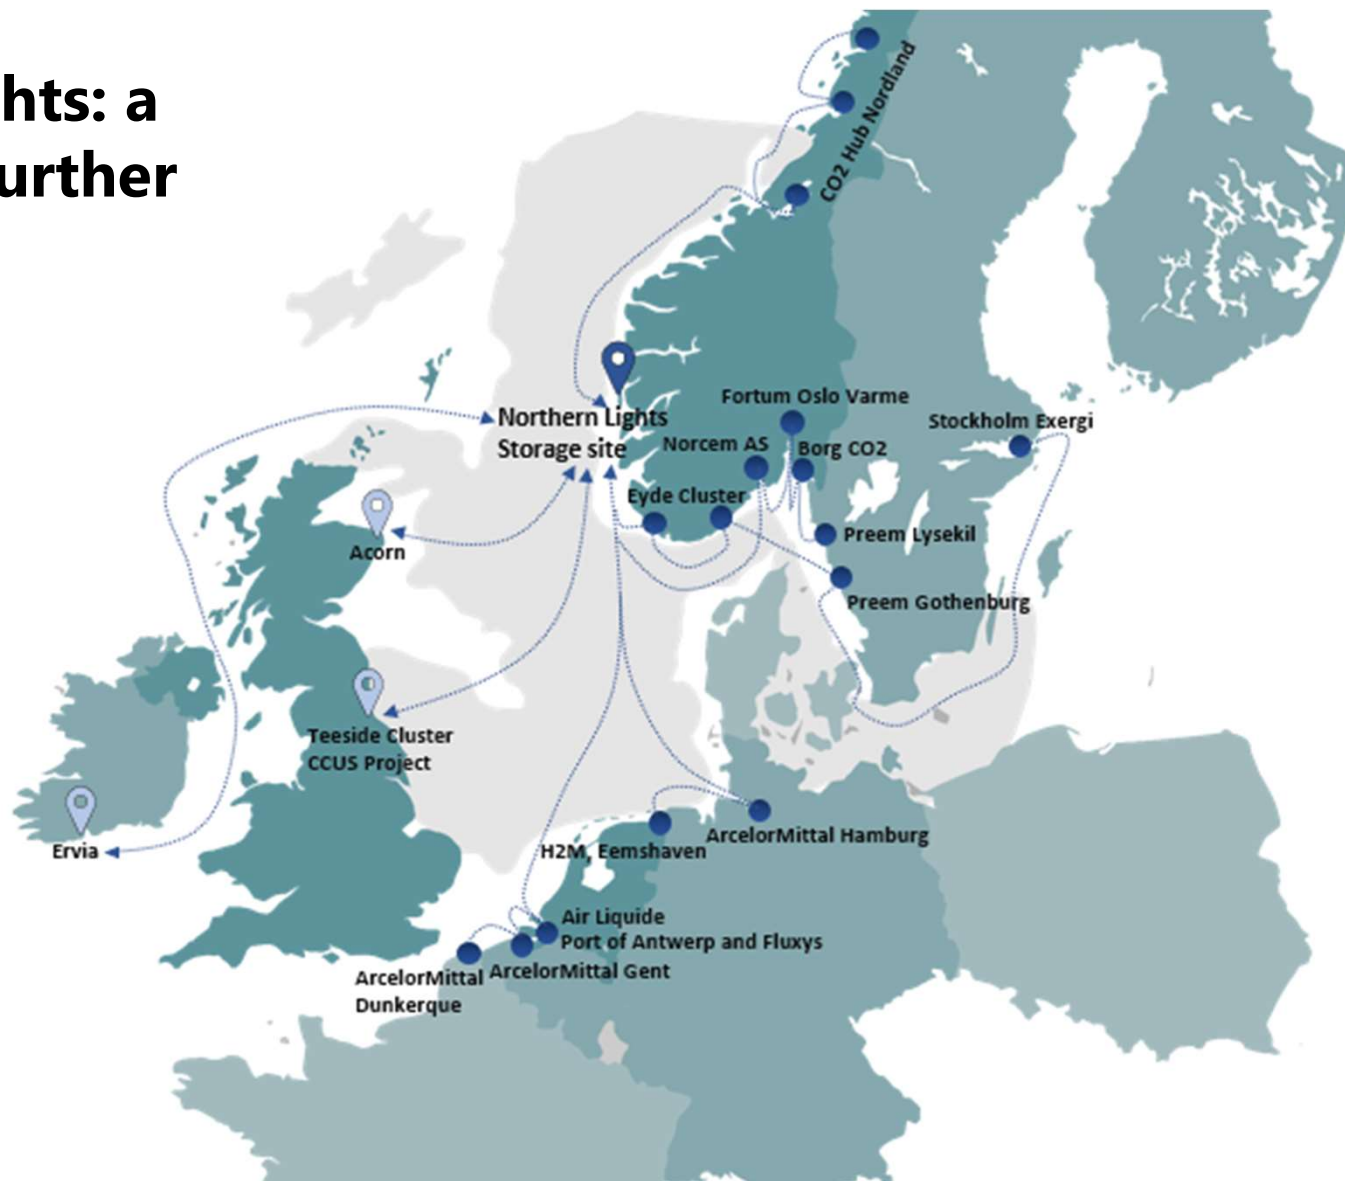 hts: a
urther
CO2 Hub Nordland
Fortum Oslo Varme
Northern Lights
Storage site
Stockholm Exergi
Norcem AS
Borg CO2
Eyde Cluster
Acorn
Preem Lysekil
Preem Gothenburg
Teeside Cluster
CCUS Project
Ervia
ArcelorMittal Hamburg
H2M, Eemshaven
Air Liquide
Port of Antwerp and Fluxys
ArcelorMittal Gent
ArcelorMittal
Dunkerque